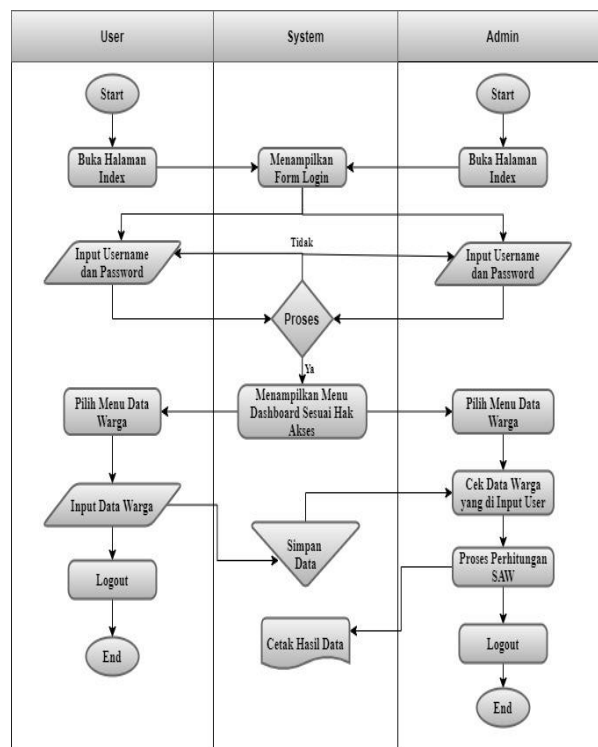 User
System
Admin
Start
Start
Buka Halaman
Index
Menampilkan
Form Login
Buka Halaman
Index
Input Username
dan Password
Tidak
Input Username
dan Password
Proses
Ya
Pilih Menu Data
Warga
Menampilkan Menu
Dashboard Sesuai Hak
Akses
Pilih Menu Data
Warga
Input Data Warga
Cek Data Warga
yang di Input User
Simpan
Data
Logout
Proses Perhitungan
SAW
End
Cetak Hasil Data
Logout
End